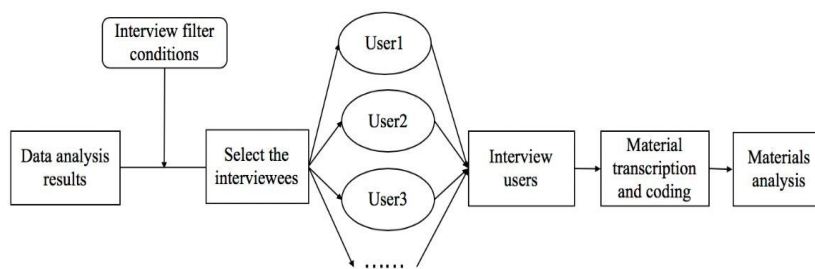 Interview filter
conditions
Data analysis
results
Select the
interviewees
User1
User2
User3
......
Interview
users
Material
transcription
and coding
Materials
analysis